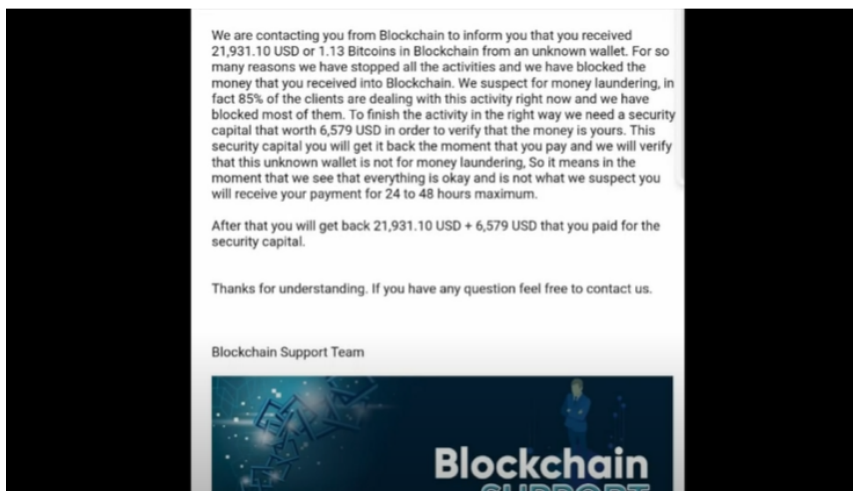 We are contacting you from Blockchain to inform you that you received
21,931.10 USD or 1.13 Bitcoins in Blockchain from an unknown wallet. For so
many reasons we have stopped all the activities and we have blocked the
money that you received into Blockchain. We suspect for money laundering, in
fact 85% of the clients are dealing with this activity right now and we have
blocked most of them. To finish the activity in the right way we need a security
capital that worth 6,579 USD in order to verify that the money is yours. This
security capital you will get it back the moment that you pay and we will verify
that this unknown wallet is not for money laundering, So it means in the
moment that we see that everything is okay and is not what we suspect you
will receive your payment for 24 to 48 hours maximum.
After that you will get back 21,931.10 USD + 6,579 USD that you paid for the
security capital.
Thanks for understanding. If you have any question feel free to contact us.
Blockchain Support Team
Blockchain
SUPPORT